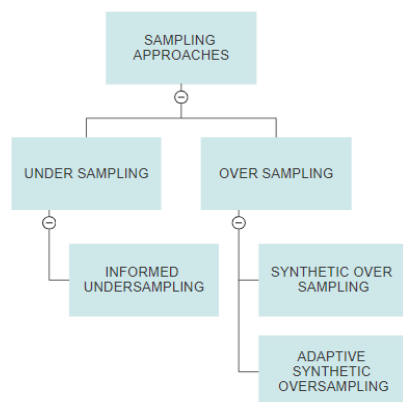 SAMPLING
APPROACHES
UNDER SAMPLING
OVER SAMPLING
INFORMED
UNDERSAMPLING
SYNTHETIC OVER
SAMPLING
ADAPTIVE
SYNTHETIC
OVERSAMPLING